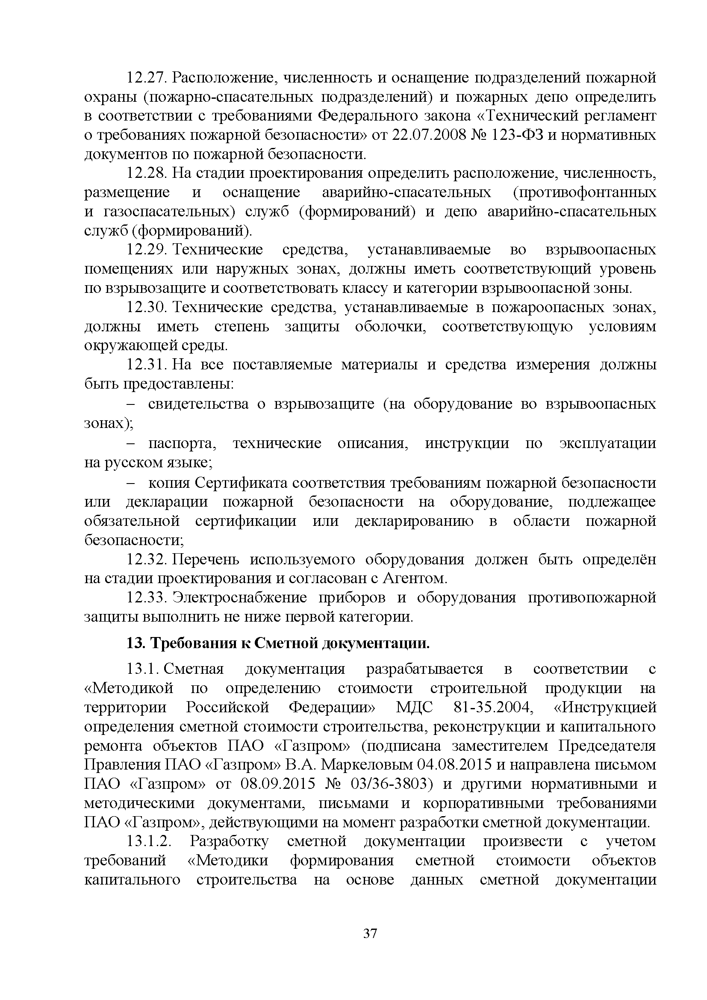 12.27. Расположение, численность и оснащение подразделений пожарной
охраны (пожарно-спасательных подразделений) и пожарных депо определить
в соответствии с требованиями Федерального закона «Технический регламент
о требованиях пожарной безопасности» от 22.07.2008 № 123-ФЗ и нормативных
документов по пожарной безопасности.
12.28. На стадии проектирования определить расположение, численность,
размещение и оснащение аварийно-спасательных (противофонтанных
и газоспасательных) служб (формирований) и депо аварийно-спасательных
служб (формирований).
12.29. Технические средства, устанавливаемые во взрывоопасных
помещениях или наружных зонах, должны иметь соответствующий уровень
по взрывозащите и соответствовать классу и категории взрывоопасной зоны.
12.30. Технические средства, устанавливаемые в пожароопасных зонах,
должны иметь степень защиты оболочки, соответствующую условиям
окружающей среды.
12.31. На все поставляемые материалы и средства измерения должны
быть предоставлены:
– свидетельства о взрывозащите (на оборудование во взрывоопасных
зонах);
– паспорта, технические описания, инструкции по эксплуатации
на русском языке;
– копия Сертификата соответствия требованиям пожарной безопасности
или декларации пожарной безопасности на оборудование, подлежащее
обязательной сертификации или декларированию в области пожарной
безопасности;
12.32. Перечень используемого оборудования должен быть определён
на стадии проектирования и согласован с Агентом.
12.33. Электроснабжение приборов и оборудования противопожарной
защиты выполнить не ниже первой категории.
13. Требования к Сметной документации.
13.1. Сметная документация разрабатывается в соответствии с
«Методикой по определению стоимости строительной продукции на
территории Российской Федерации» МДС 81-35.2004, «Инструкцией
определения сметной стоимости строительства, реконструкции и капитального
ремонта объектов ПАО «Газпром» (подписана заместителем Председателя
Правления ПАО «Газпром» В.А. Маркеловым 04.08.2015 и направлена письмом
ПАО «Газпром» от 08.09.2015 № 03/36-3803) и другими нормативными и
методическими документами, письмами и корпоративными требованиями
ПАО «Газпром», действующими на момент разработки сметной документации.
13.1.2. Разработку сметной документации произвести с учетом
требований «Методики формирования сметной стоимости объектов
капитального строительства на основе данных сметной документации
37